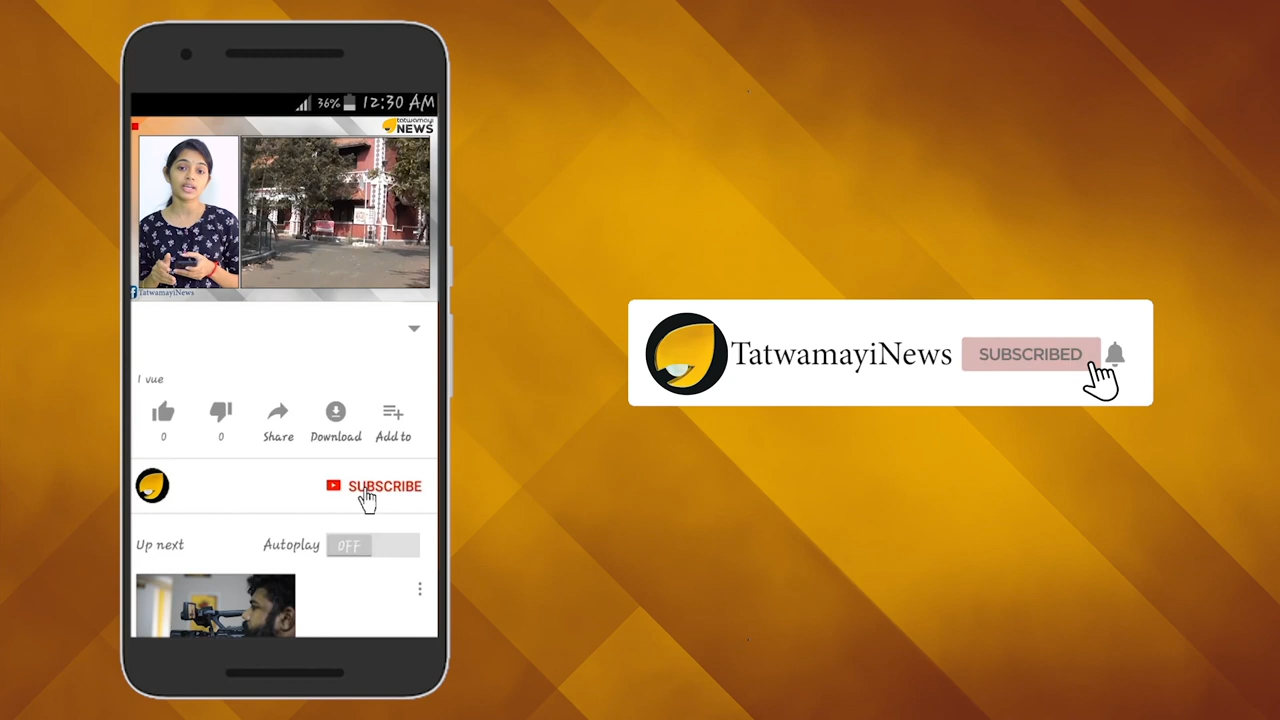 36% 12:30 AM
tatwamayi
NEWS
TatwamayiNews
1 vue
0 0 Share Download Add to
SUBSCRIBE
Up next Autoplay OFF
TatwamayiNews SUBSCRIBED